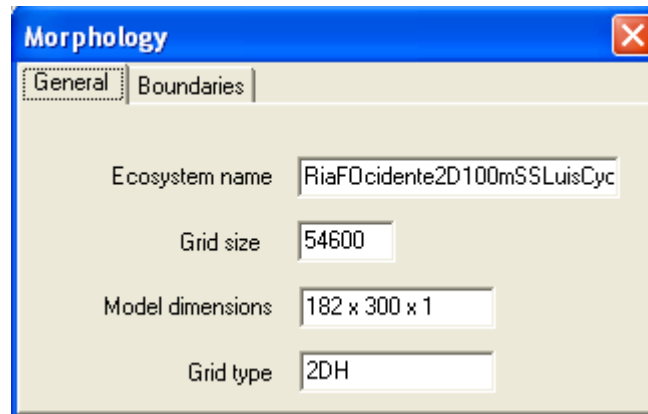 Morphology
General Boundaries
Ecosystem name RiaFOcidente2D100mSSLuisCyc
Grid size 54600
Model dimensions 182 x 300 x 1
Grid type 2DH